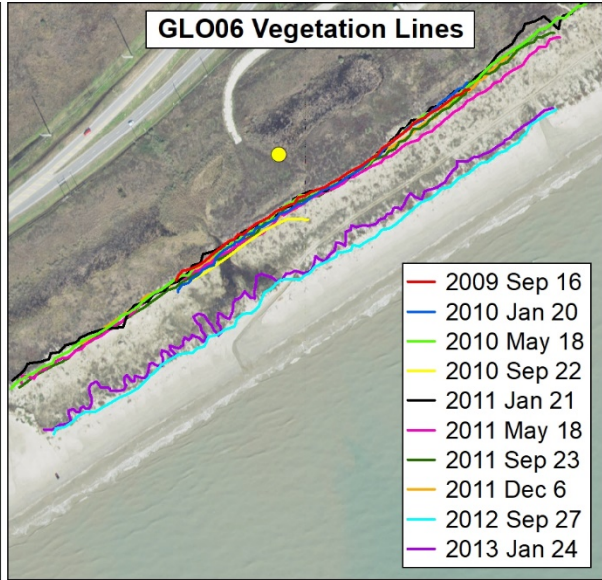 GLO06 Vegetation Lines
2009 Sep 16
2010 Jan 20
2010 May 18
2010 Sep 22
2011 Jan 21
2011 May 18
2011 Sep 23
2011 Dec 6
2012 Sep 27
2013 Jan 24